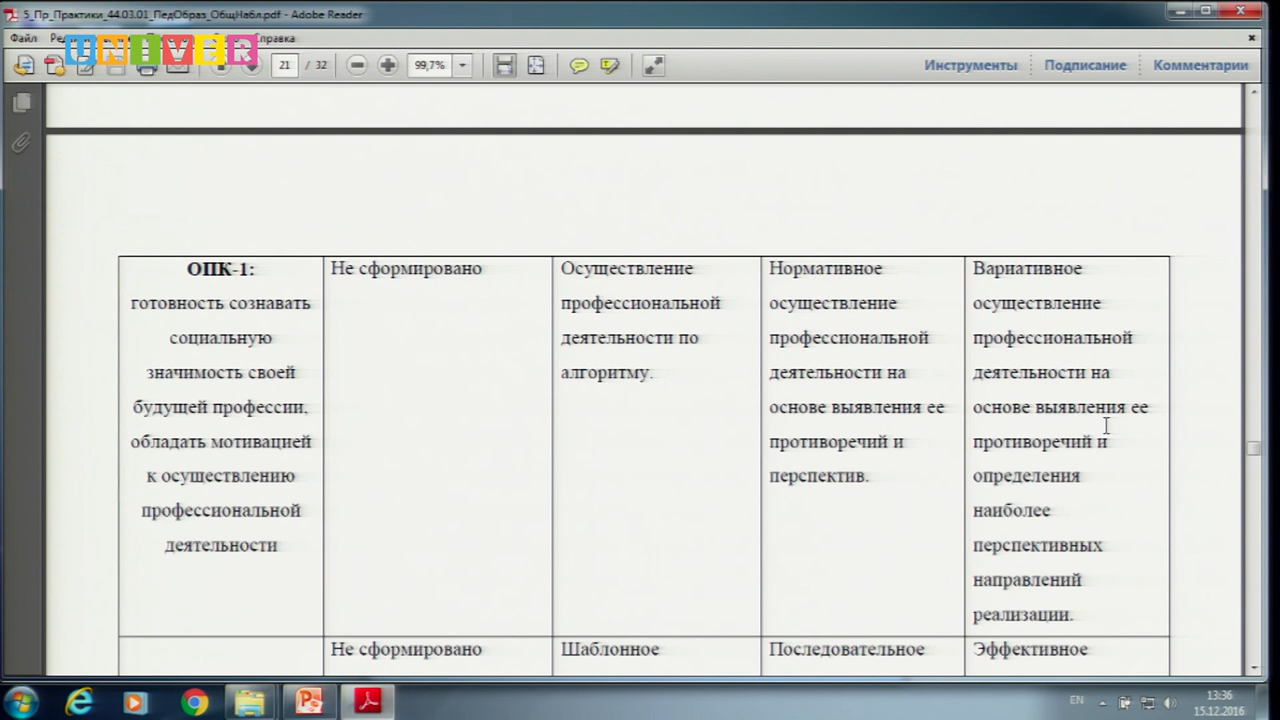 5_Пр_Практики_44.03.01_ПедОбраз_ОбщНабл.pdf - Adobe Reader
Файл
Справка
UNIVER
21 / 32
99,7%
Инструменты
Подписание
Комментарии
ОПК-1:
готовность сознавать
социальную
значимость своей
будущей профессии,
обладать мотивацией
к осуществлению
профессиональной
деятельности
Не сформировано
Осуществление
профессиональной
деятельности по
алгоритму.
Нормативное
осуществление
профессиональной
деятельности на
основе выявления ее
противоречий и
перспектив.
Вариативное
осуществление
профессиональной
деятельности на
основе выявления ее
противоречий и
определения
наиболее
перспективных
направлений
реализации.
Не сформировано
Шаблонное
Последовательное
Эффективное
EN
13:36
15.12.2016